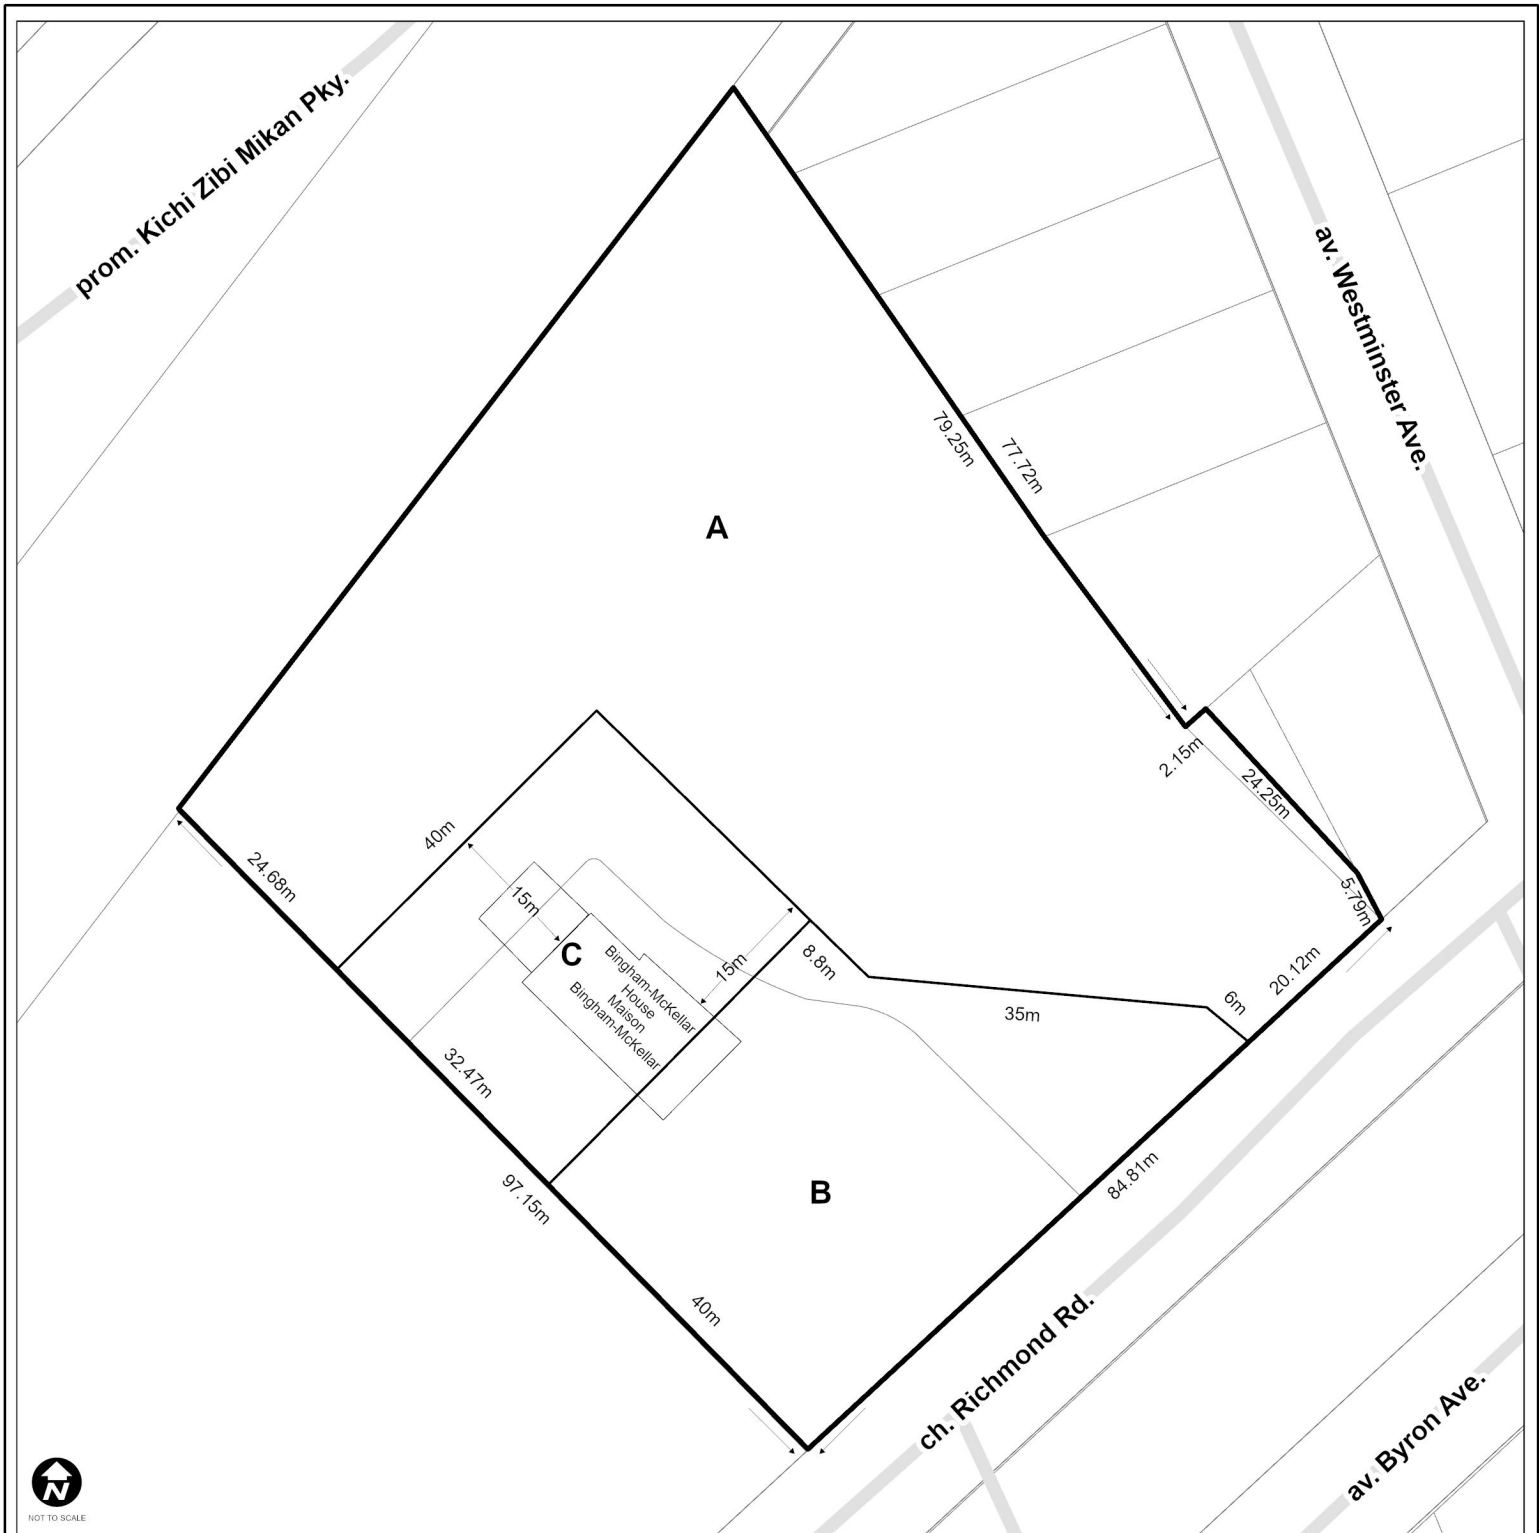 prom. Kichi Zibi Mikan Pky.
av. Westminster Ave.
A
79.25m
77.72m
2.15m
24.25m
5.79m
40m
24.68m
15m
C
Bingham-McKellar
House
Maison
Bingham-McKellar
15m
8.8m
35m
6m
20.12m
32.47m
97.15m
B
84.81m
40m
ch. Richmond Rd.
av. Byron Ave.
N
NOT TO SCALE